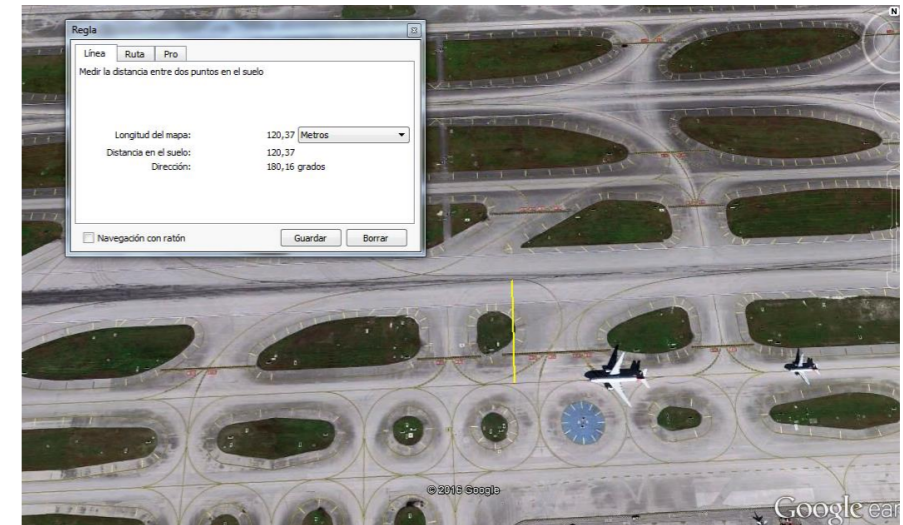 Regla
Línea Ruta Pro
Medir la distancia entre dos puntos en el suelo
Longitud del mapa: 120,37 Metros
Distancia en el suelo: 120,37
Dirección: 180,16 grados
Navegación con ratón Guardar Borrar
N
© 2016 Google
Google ear